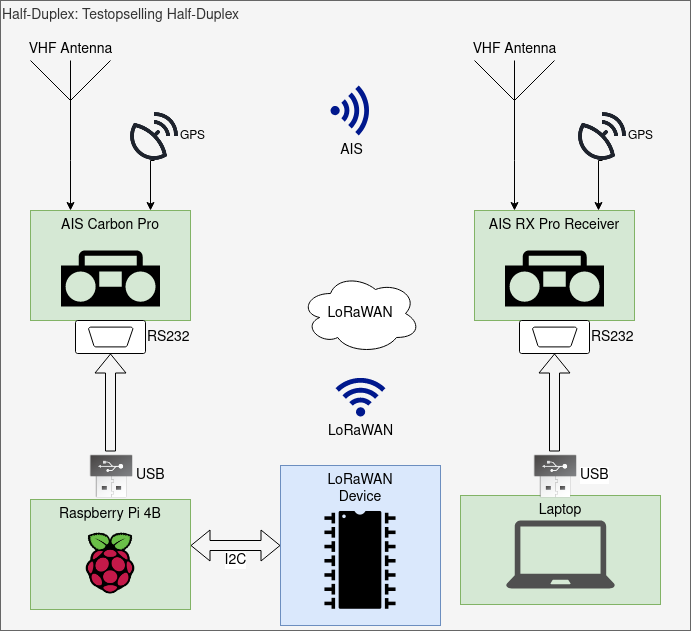 Half-Duplex: Testopselling Half-Duplex
VHF Antenna
VHF Antenna
GPS
GPS
AIS
AIS Carbon Pro
AIS RX Pro Receiver
LoRaWAN
RS232
RS232
LoRaWAN
USB
USB
LoRaWAN
Device
Raspberry Pi 4B
Laptop
I2C